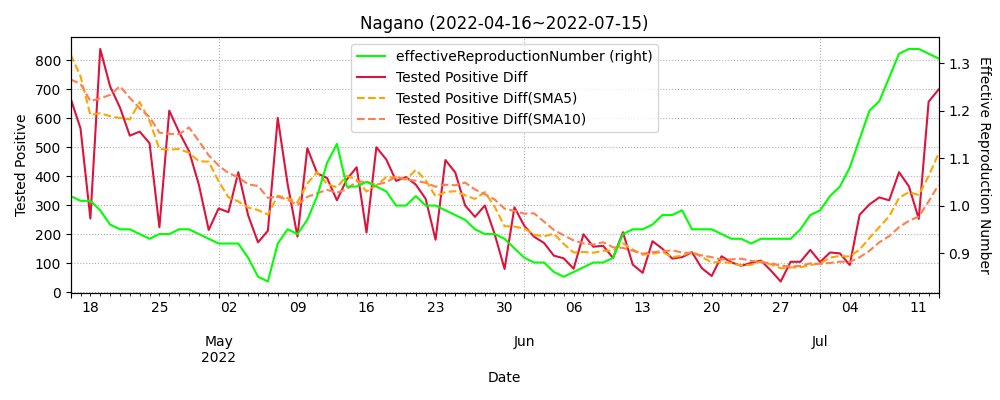 Nagano (2022-04-16~2022-07-15)
effectiveReproductionNumber (right)
Tested Positive Diff
Tested Positive Diff(SMA5)
Tested Positive Diff(SMA10)
Tested Positive
800
700
600
500
400
300
200
100
0
Effective Reproduction Number
1.3
1.2
1.1
1.0
0.9
18 25 02 09 16 23 06 13 20 27 04 11
May Jun Jul
2022
Date